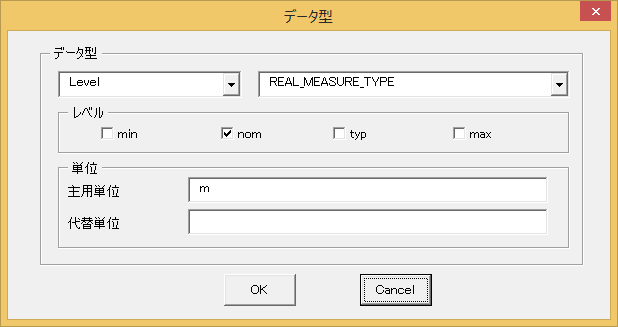 データ型
データ型
Level REAL_MEASURE_TYPE
レベル
min nom typ max
単位
主用単位 m
代替単位
OK Cancel